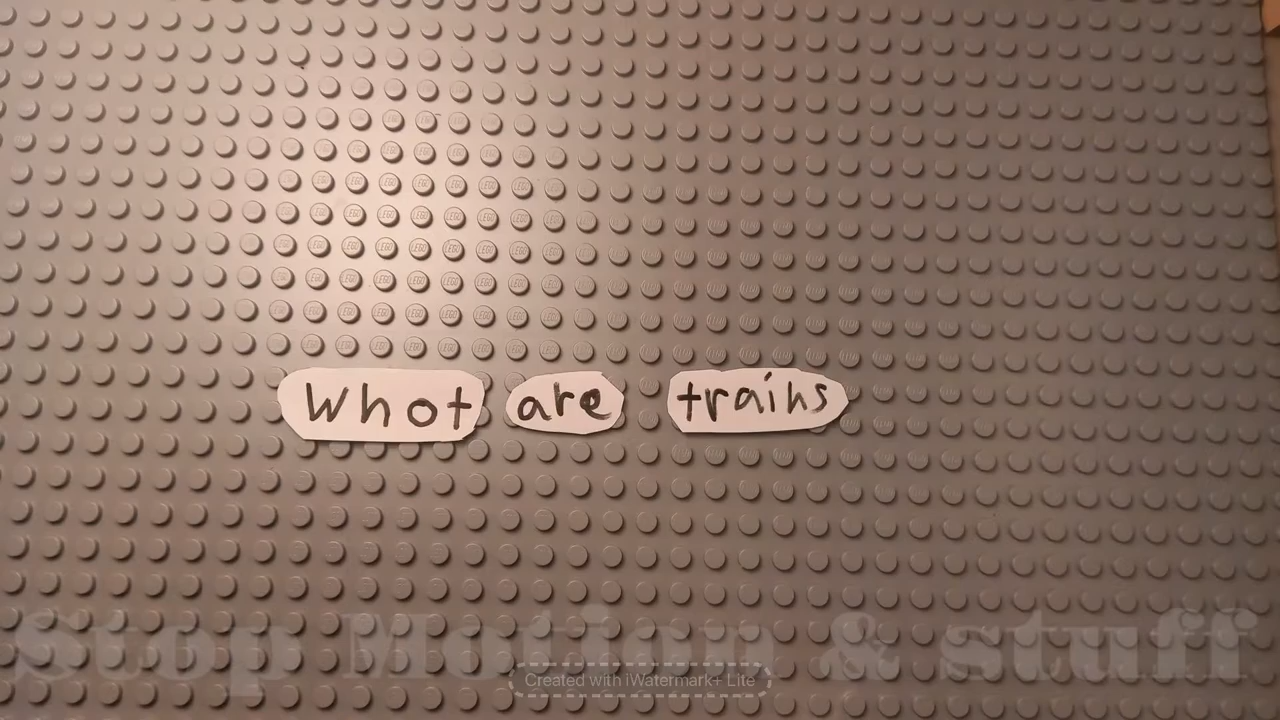 Whot are trains
Stop Motion & stuff
Created with iWatermark+ Lite